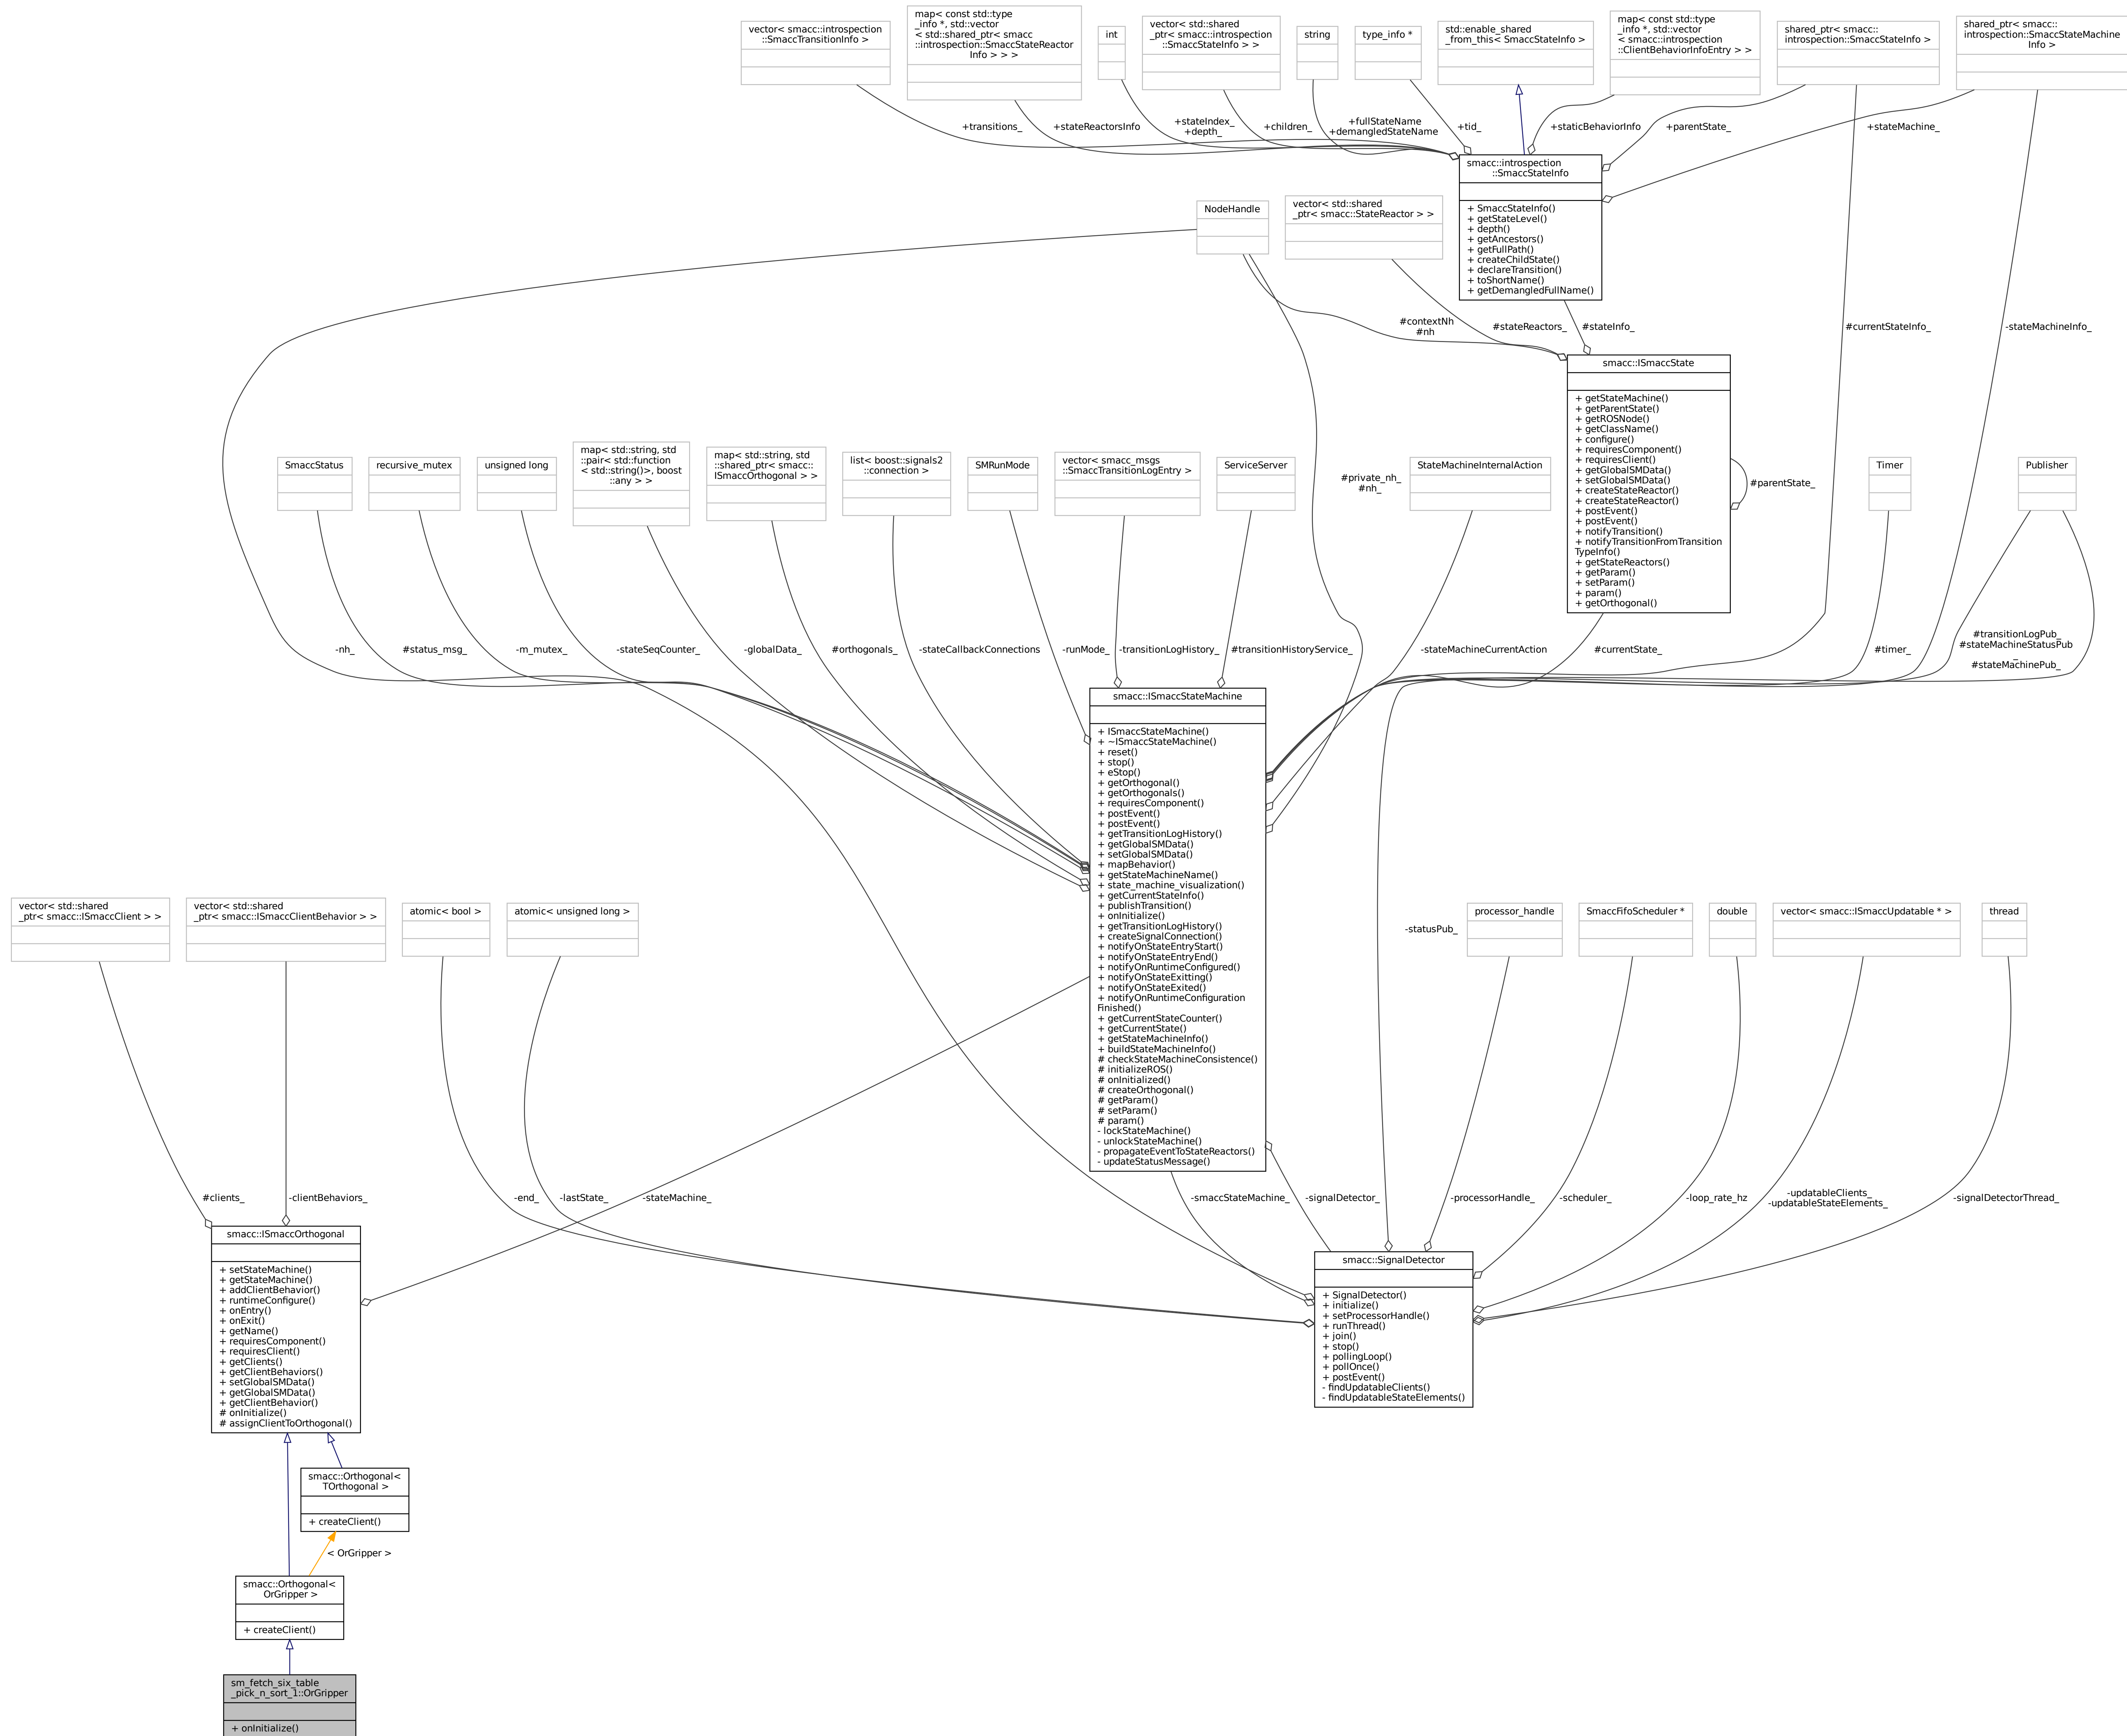 vector< smacc::introspection
::SmaccTransitionInfo >
map< const std::type
_info *, std::vector
< std::shared_ptr< smacc
::introspection::SmaccStateReactor
Info > > >
int
vector< std::shared
_ptr< smacc::introspection
::SmaccStateInfo > >
string
type_info *
std::enable_shared
_from_this< SmaccStateInfo >
map< const std::type
_info *, std::vector
< smacc::introspection
::ClientBehaviorInfoEntry > >
shared_ptr< smacc::
introspection::SmaccStateInfo >
shared_ptr< smacc::
introspection::SmaccStateMachine
Info >
+transitions_
+stateReactorsInfo
+stateIndex_
+depth_
+children_
+fullStateName
+demangledStateName
+tid_
+staticBehaviorInfo
+parentState_
+stateMachine_
smacc::introspection
::SmaccStateInfo
+ SmaccStateInfo()
+ getStateLevel()
+ depth()
+ getAncestors()
+ getFullPath()
+ createChildState()
+ declareTransition()
+ toShortName()
+ getDemangledFullName()
NodeHandle
vector< std::shared
_ptr< smacc::StateReactor > >
#contextNh
#nh
#stateReactors_
#stateInfo_
#currentStateInfo_
-stateMachineInfo_
smacc::ISmaccState
+ getStateMachine()
+ getParentState()
+ getROSNode()
+ getClassName()
+ configure()
+ requiresComponent()
+ requiresClient()
+ getGlobalSMData()
+ setGlobalSMData()
+ createStateReactor()
+ createStateReactor()
+ postEvent()
+ postEvent()
+ notifyTransition()
+ notifyTransitionFromTransition
TypeInfo()
+ getStateReactors()
+ getParam()
+ setParam()
+ param()
+ getOrthogonal()
#parentState_
SmaccStatus
recursive_mutex
unsigned long
map< std::string, std
::pair< std::function
< std::string()>, boost
::any > >
map< std::string, std
::shared_ptr< smacc::
ISmaccOrthogonal > >
list< boost::signals2
::connection >
SMRunMode
vector< smacc_msgs
::SmaccTransitionLogEntry >
ServiceServer
#private_nh_
#nh_
StateMachineInternalAction
Timer
Publisher
-nh_
#status_msg_
-m_mutex_
-stateSeqCounter_
-globalData_
#orthogonals_
-stateCallbackConnections
-runMode_
-transitionLogHistory_
#transitionHistoryService_
-stateMachineCurrentAction
#currentState_
#timer_
#transitionLogPub_
#stateMachineStatusPub
_
#stateMachinePub_
smacc::ISmaccStateMachine
+ ISmaccStateMachine()
+ ~ISmaccStateMachine()
+ reset()
+ stop()
+ eStop()
+ getOrthogonal()
+ getOrthogonals()
+ requiresComponent()
+ postEvent()
+ postEvent()
+ getTransitionLogHistory()
+ getGlobalSMData()
+ setGlobalSMData()
+ mapBehavior()
+ getStateMachineName()
+ state_machine_visualization()
+ getCurrentStateInfo()
+ publishTransition()
+ onInitialize()
+ getTransitionLogHistory()
+ createSignalConnection()
+ notifyOnStateEntryStart()
+ notifyOnStateEntryEnd()
+ notifyOnRuntimeConfigured()
+ notifyOnStateExitting()
+ notifyOnStateExited()
+ notifyOnRuntimeConfiguration
Finished()
+ getCurrentStateCounter()
+ getCurrentState()
+ getStateMachineInfo()
+ buildStateMachineInfo()
# checkStateMachineConsistence()
# initializeROS()
# onInitialized()
# createOrthogonal()
# getParam()
# setParam()
# param()
- lockStateMachine()
- unlockStateMachine()
- propagateEventToStateReactors()
- updateStatusMessage()
vector< std::shared
_ptr< smacc::ISmaccClient > >
vector< std::shared
_ptr< smacc::ISmaccClientBehavior > >
atomic< bool >
atomic< unsigned long >
-statusPub_
processor_handle
SmaccFifoScheduler *
double
vector< smacc::ISmaccUpdatable * >
thread
#clients_
-clientBehaviors_
-end_
-lastState_
-stateMachine_
-smaccStateMachine_
-signalDetector_
-processorHandle_
-scheduler_
-loop_rate_hz
-updatableClients_
-updatableStateElements_
-signalDetectorThread_
smacc::ISmaccOrthogonal
+ setStateMachine()
+ getStateMachine()
+ addClientBehavior()
+ runtimeConfigure()
+ onEntry()
+ onExit()
+ getName()
+ requiresComponent()
+ requiresClient()
+ getClients()
+ getClientBehaviors()
+ setGlobalSMData()
+ getGlobalSMData()
+ getClientBehavior()
# onInitialize()
# assignClientToOrthogonal()
smacc::SignalDetector
+ SignalDetector()
+ initialize()
+ setProcessorHandle()
+ runThread()
+ join()
+ stop()
+ pollingLoop()
+ pollOnce()
+ postEvent()
- findUpdatableClients()
- findUpdatableStateElements()
smacc::Orthogonal<
TOrthogonal >
+ createClient()
< OrGripper >
smacc::Orthogonal<
OrGripper >
+ createClient()
sm_fetch_six_table
_pick_n_sort_1::OrGripper
+ onInitialize()